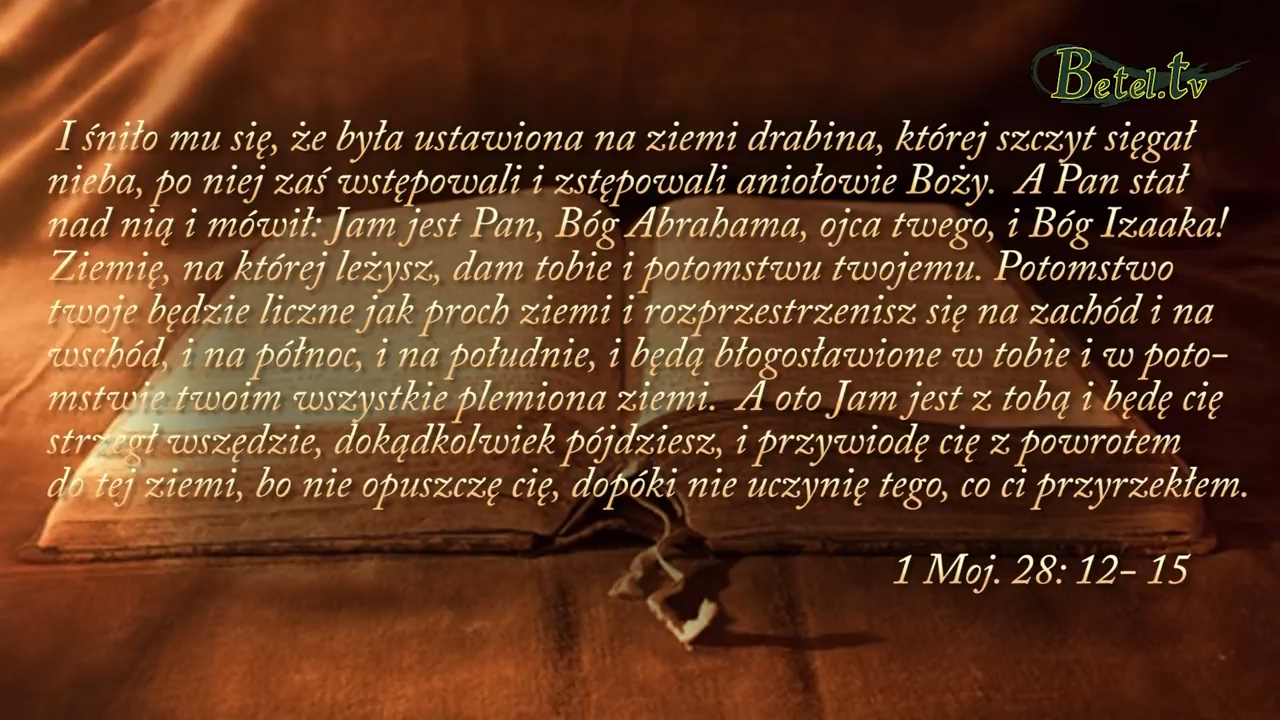 Betel.tv
I śniło mu się, że była ustawiona na ziemi drabina, której szczyt sięgał
nieba, po niej zaś wstępowali i zstępowali aniołowie Boży. A Pan stał
nad nią i mówił: Jam jest Pan, Bóg Abrahama, ojca twego, i Bóg Izaaka!
Ziemię, na której leżysz, dam tobie i potomstwu twojemu. Potomstwo
twoje będzie liczne jak proch ziemi i rozprzestrzenisz się na zachód i na
wschód, i na północ, i na południe, i będą błogosławione w tobie i w poto-
mstwie twoim wszystkie plemiona ziemi. A oto Jam jest z tobą i będę cię
strzegł wszędzie, dokądkolwiek pójdziesz, i przywiodę cię z powrotem
do tej ziemi, bo nie opuszczę cię, dopóki nie uczynię tego, co ci przyrzekłem.
1 Moj. 28: 12- 15